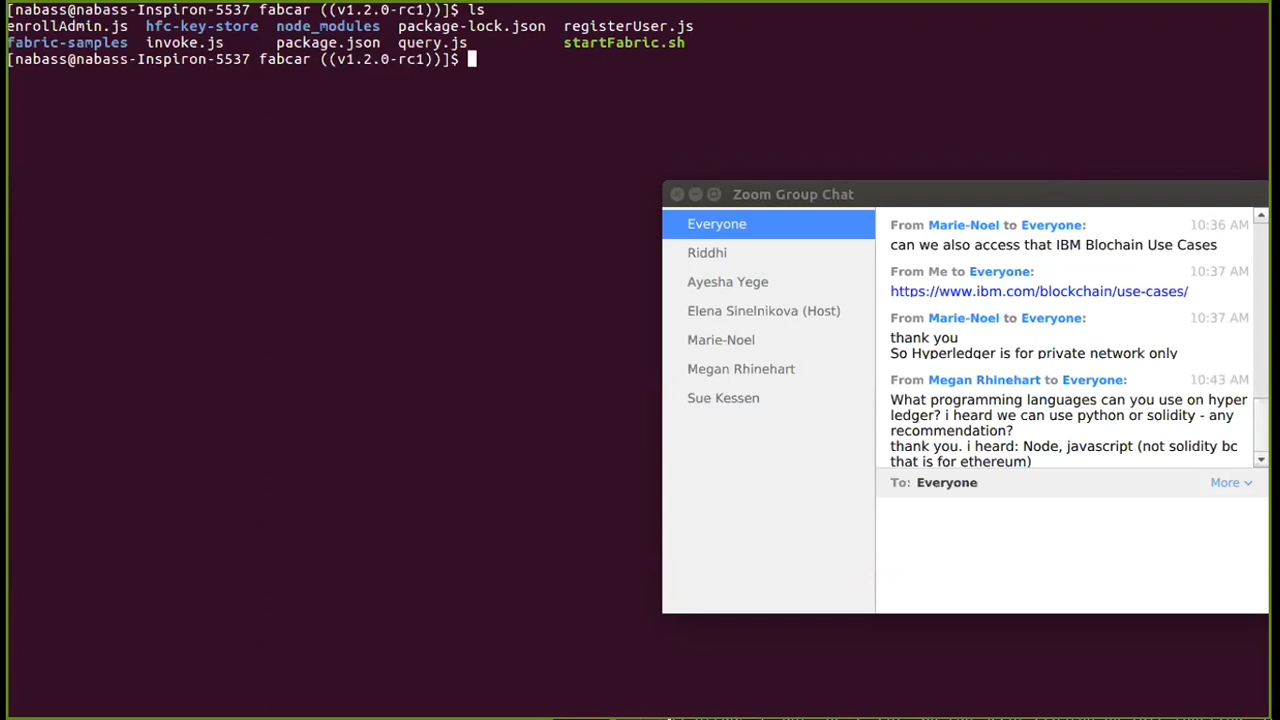 [nabass@nabass-Inspiron-5537 fabcar ((v1.2.0-rc1))]$ ls
enrollAdmin.js hfc-key-store node_modules package-lock.json registerUser.js
fabric-samples invoke.js package.json query.js startFabric.sh
[nabass@nabass-Inspiron-5537 fabcar ((v1.2.0-rc1))]$
Zoom Group Chat
Everyone
Riddhi
Ayesha Yege
Elena Sinelnikova (Host)
Marie-Noel
Megan Rhinehart
Sue Kessen
From Marie-Noel to Everyone: 10:36 AM
can we also access that IBM Blochain Use Cases
From Me to Everyone: 10:37 AM
https://www.ibm.com/blockchain/use-cases/
From Marie-Noel to Everyone: 10:37 AM
thank you
So Hyperledger is for private network only
From Megan Rhinehart to Everyone: 10:43 AM
What programming languages can you use on hyper
ledger? i heard we can use python or solidity - any
recommendation?
thank you. i heard: Node, javascript (not solidity bc
that is for ethereum)
To: Everyone More